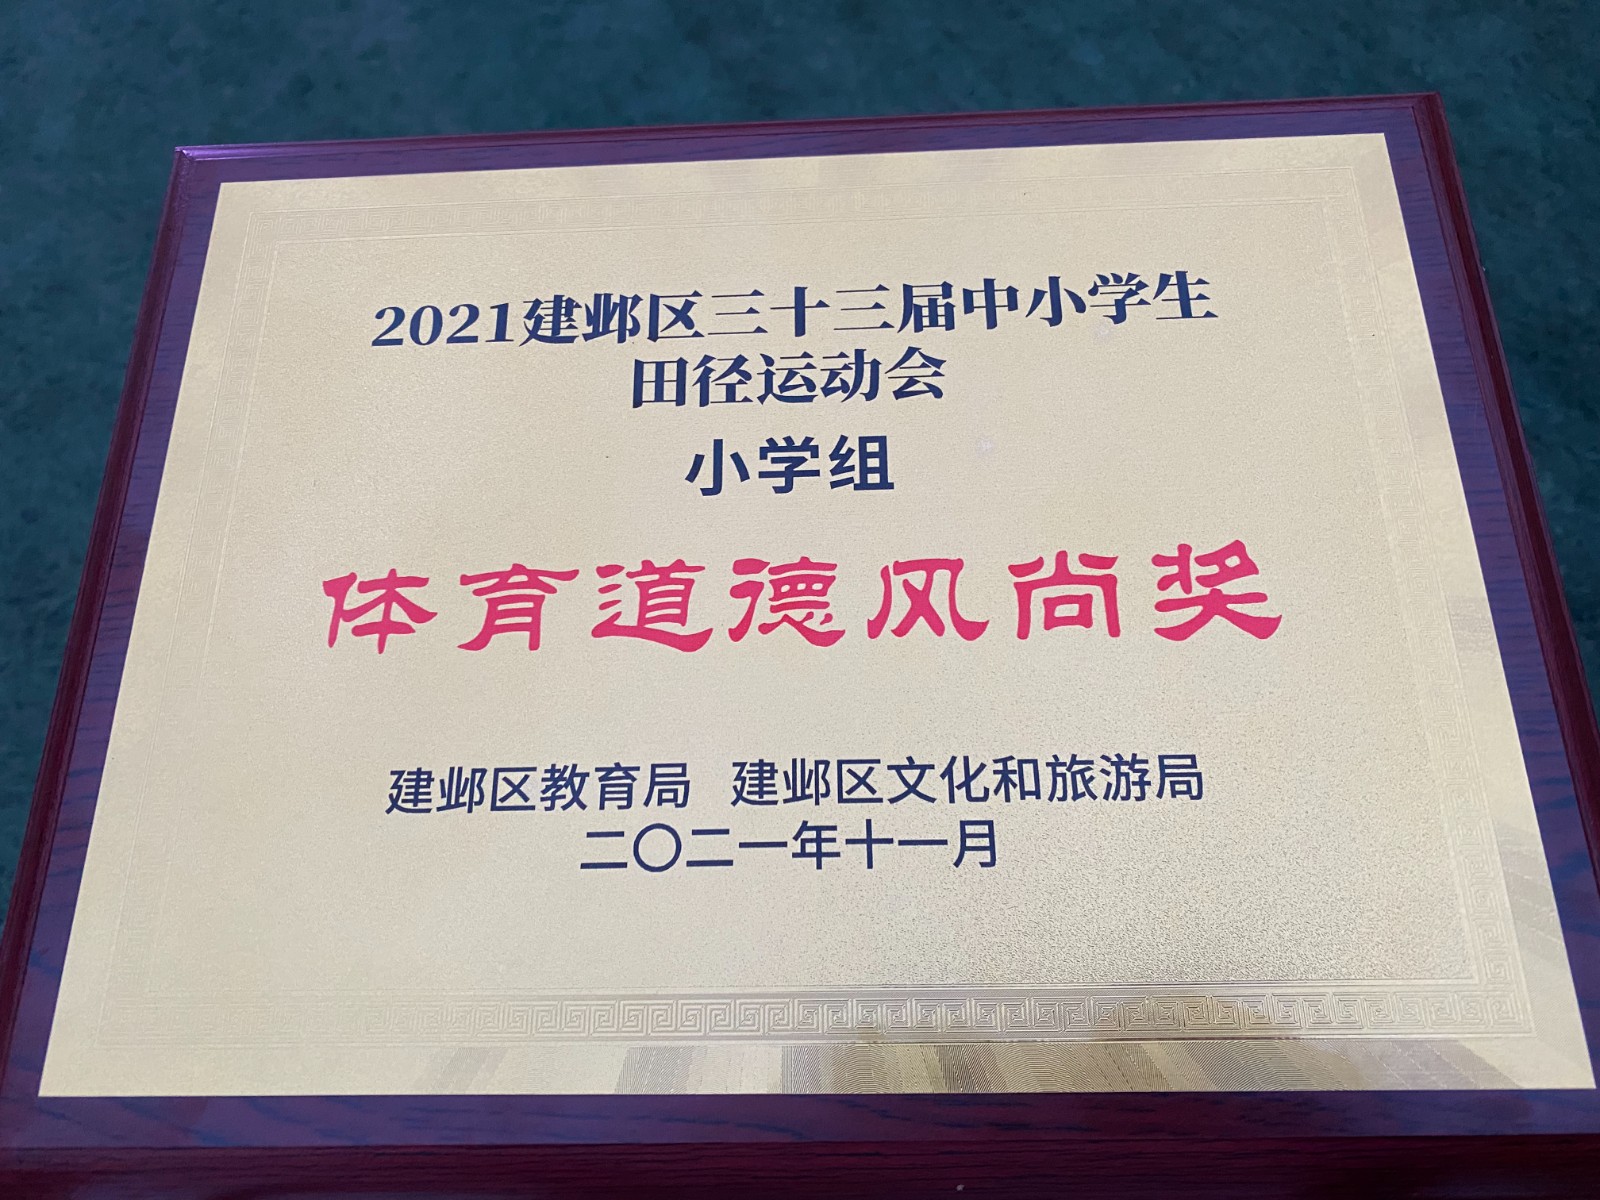 2021建邺区三十三届中小学生
田径运动会
小学组
体育道德风尚奖
建邺区教育局 建邺区文化和旅游局
二〇二一年十一月